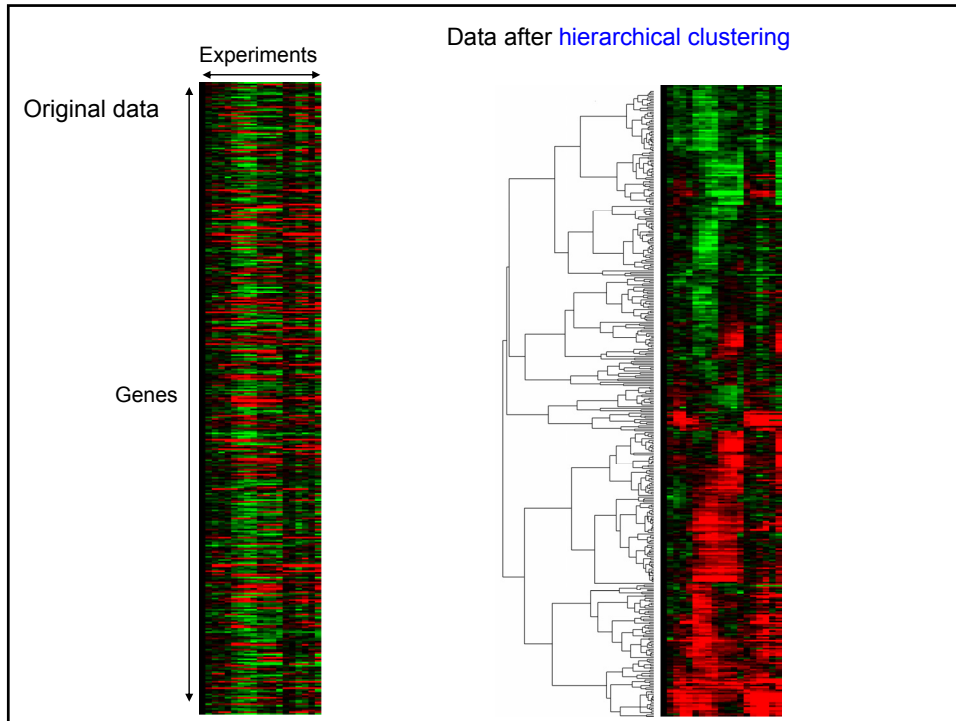 Data after hierarchical clustering
Experiments
Original data
Genes